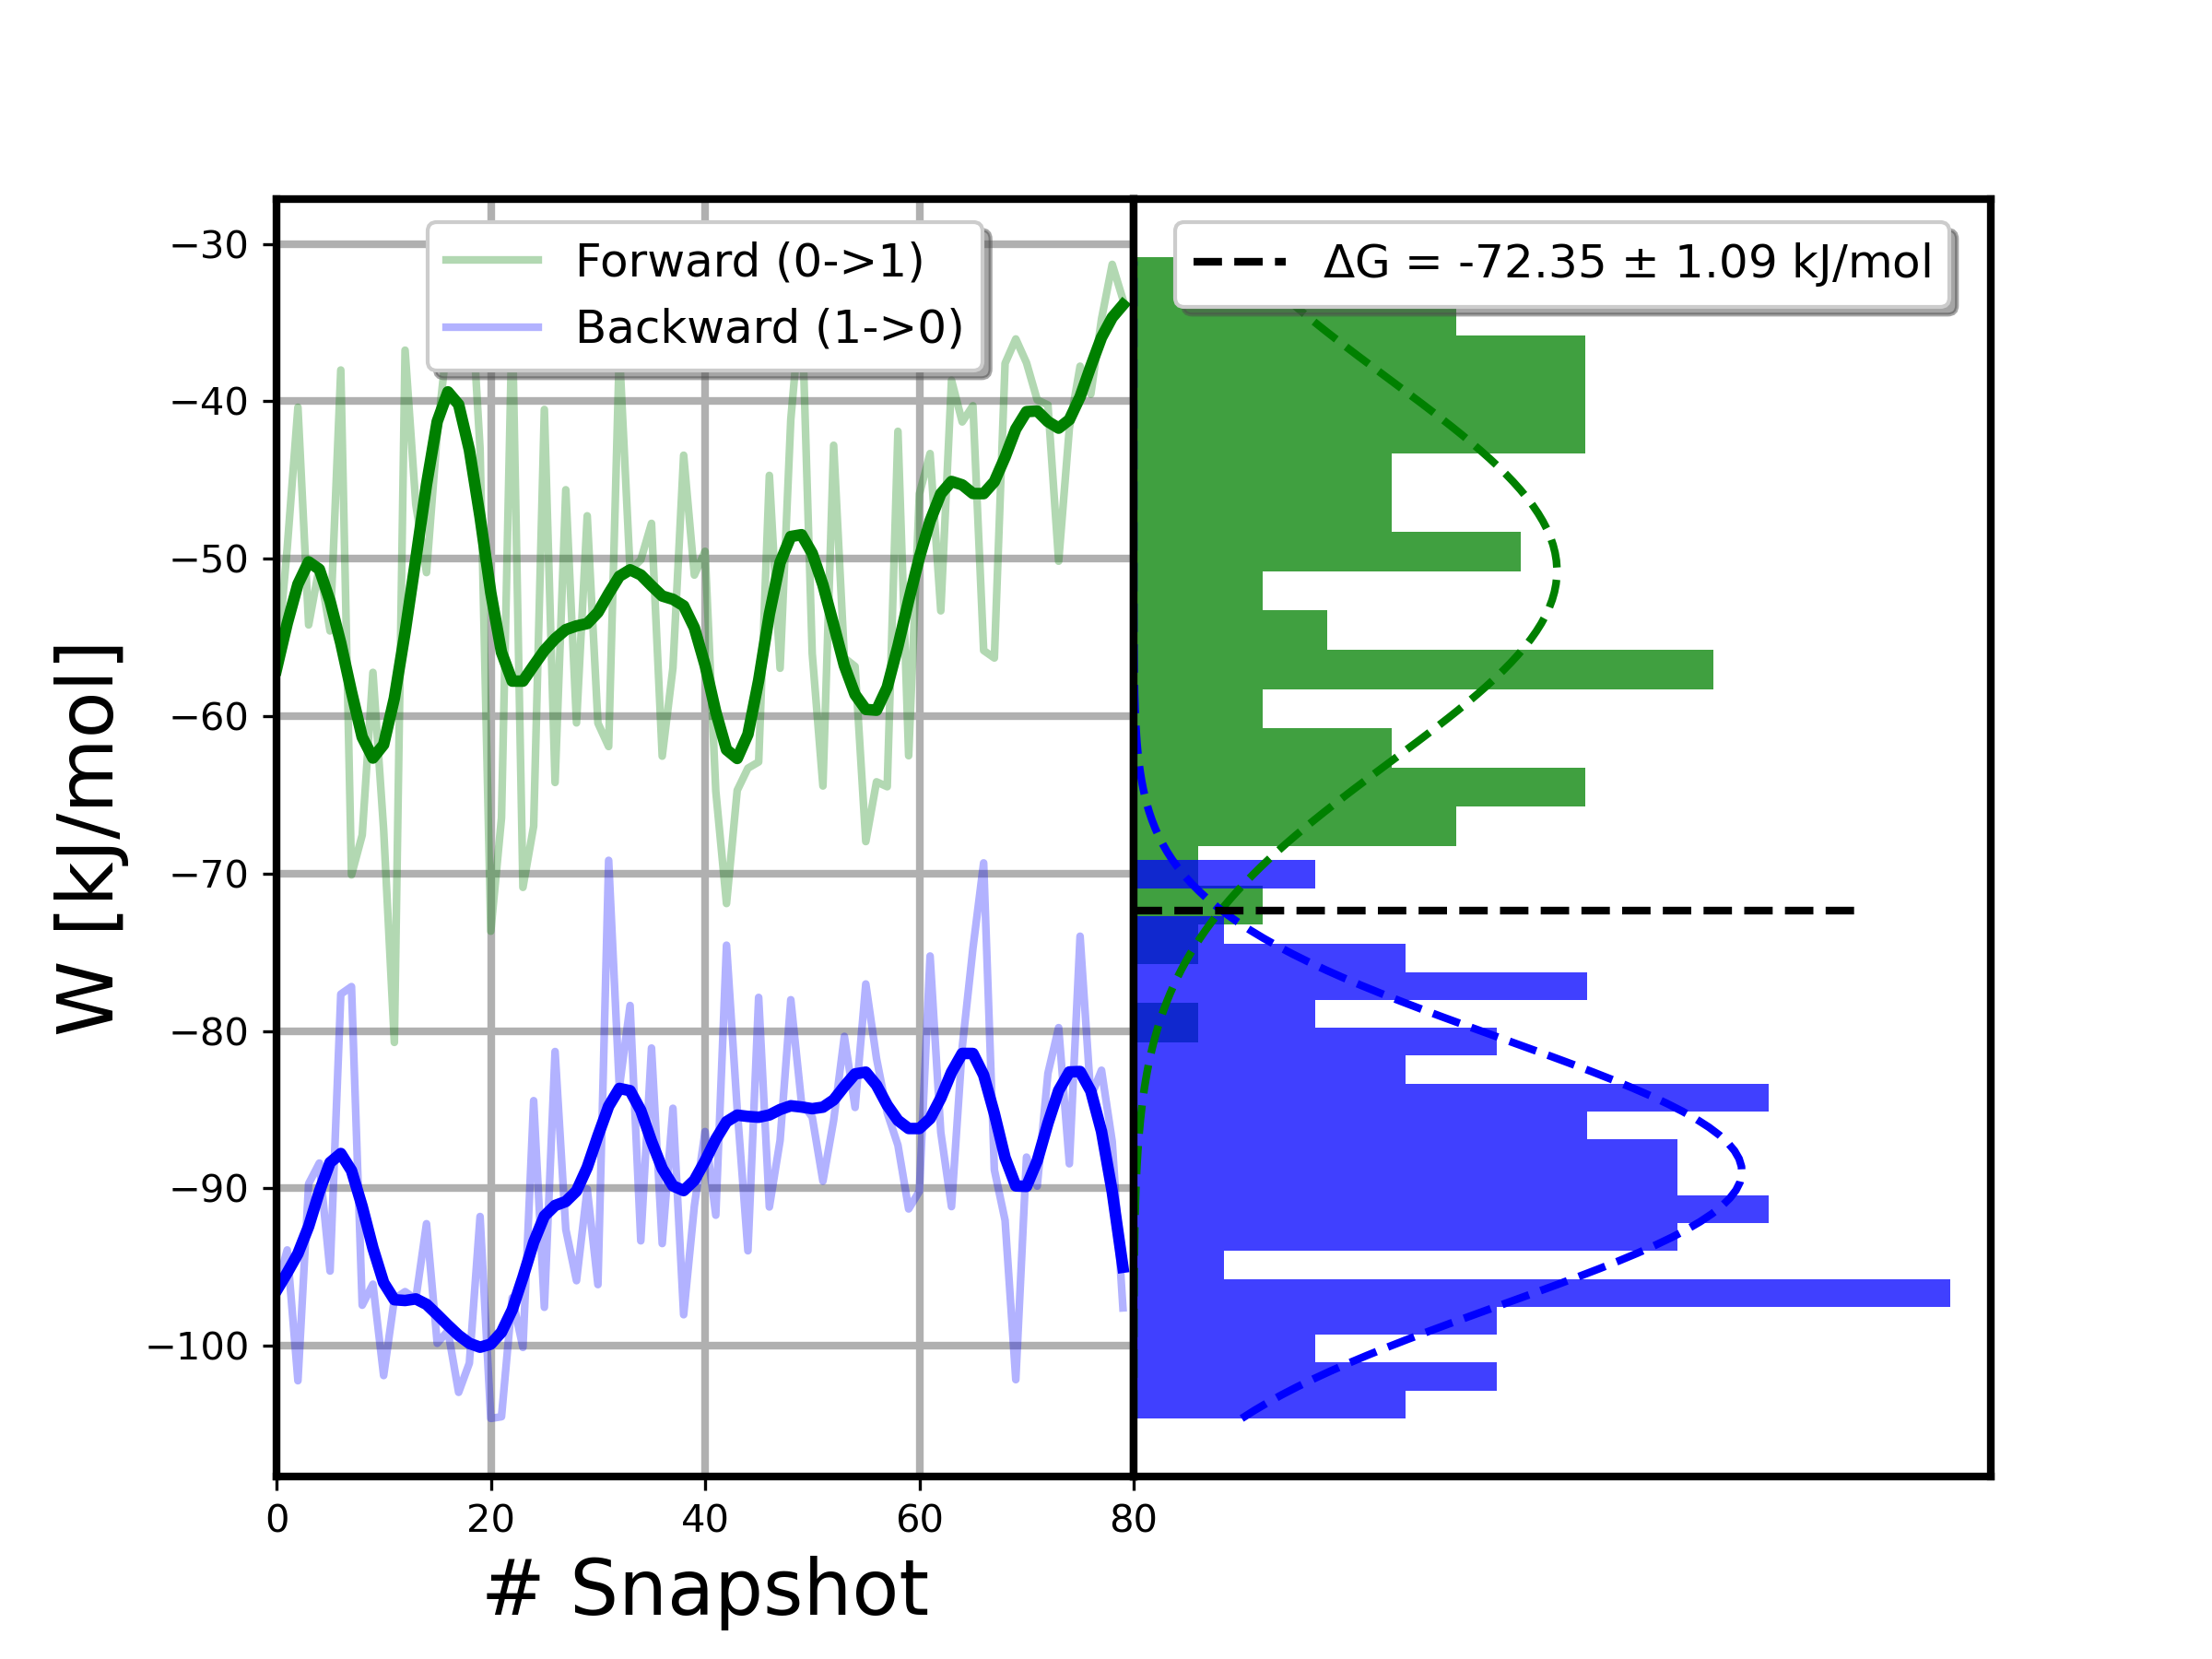 Forward (0->1)
Backward (1->0)
ΔG = -72.35 ± 1.09 kJ/mol
W [kJ/mol]
−30
−40
−50
−60
−70
−80
−90
−100
0 20 40 60 80
# Snapshot